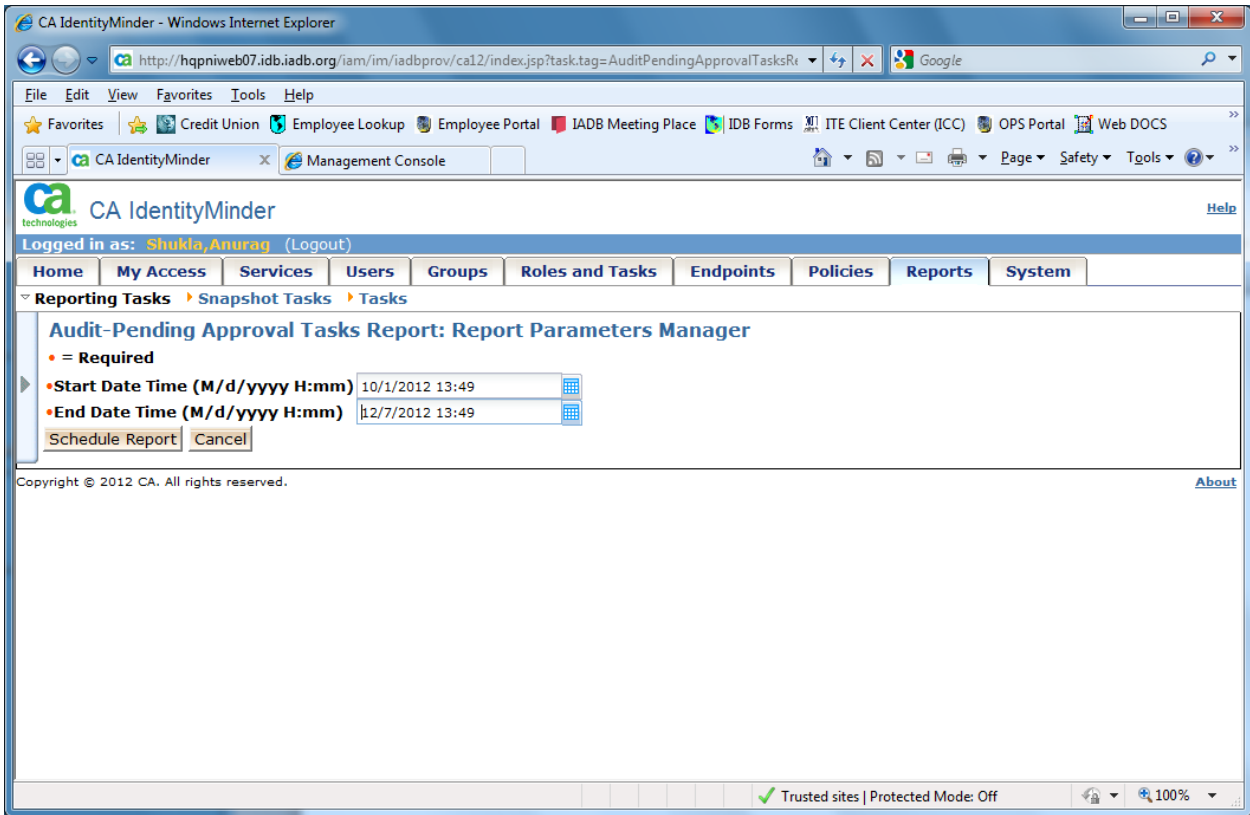 CA IdentityMinder - Windows Internet Explorer
http://hqpniweb07.idb.iadb.org/iam/im/iadbprov/ca12/index.jsp?task.tag=AuditPendingApprovalTasksRe
Google
File Edit View Favorites Tools Help
Favorites Credit Union Employee Lookup Employee Portal IADB Meeting Place IDB Forms ITE Client Center (ICC) OPS Portal Web DOCS »
CA IdentityMinder X Management Console Page Safety Tools »
ca technologies CA IdentityMinder Help
Logged in as: Shukla,Anurag (Logout)
Home My Access Services Users Groups Roles and Tasks Endpoints Policies Reports System
Reporting Tasks Snapshot Tasks Tasks
Audit-Pending Approval Tasks Report: Report Parameters Manager
• = Required
•Start Date Time (M/d/yyyy H:mm) 10/1/2012 13:49
•End Date Time (M/d/yyyy H:mm) 12/7/2012 13:49
Schedule Report Cancel
Copyright © 2012 CA. All rights reserved. About
Trusted sites | Protected Mode: Off 100%